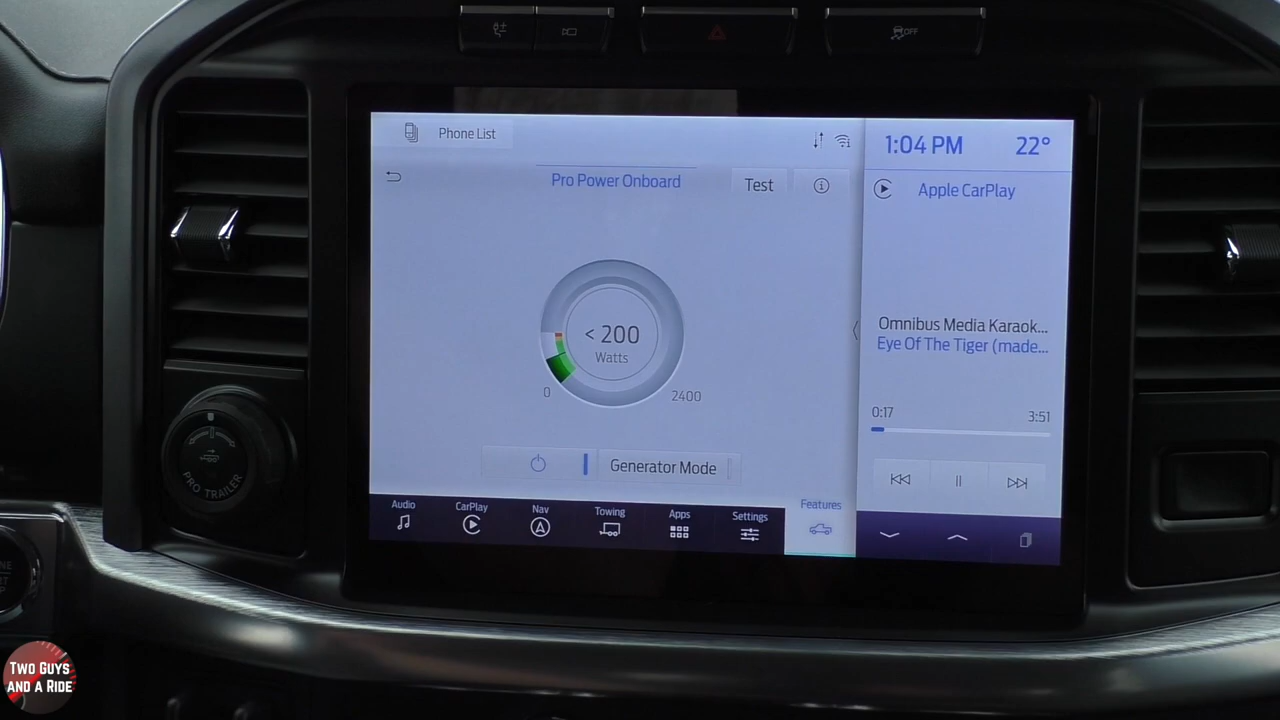 OFF
Phone List
1:04 PM
22°
Pro Power Onboard
Test
Apple CarPlay
< 200
Watts
0
2400
Omnibus Media Karaok...
Eye Of The Tiger (made...
0:17
3:51
Generator Mode
Audio
CarPlay
Nav
Towing
Apps
Settings
Features
PRO TRAILER
TWO GUYS
AND A RIDE